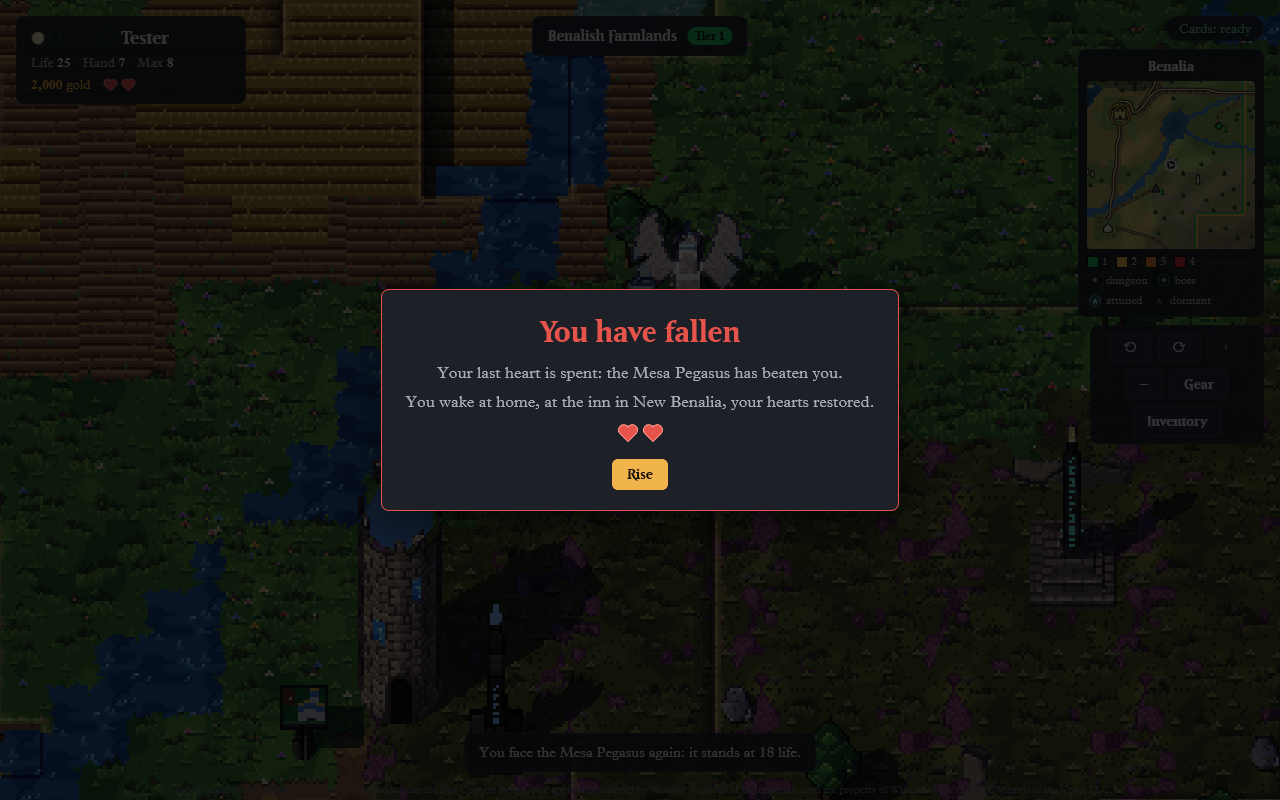 Tester
Benalish Farmlands Tier 1
Cards: ready
Life 25 Hand 7 Max 8
2,000 gold
Benalia
1 2 3 4
dungeon boss
attuned dormant
+
− Gear
Inventory
You have fallen
Your last heart is spent: the Mesa Pegasus has beaten you.
You wake at home, at the inn in New Benalia, your hearts restored.
Rise
You face the Mesa Pegasus again: it stands at 18 life.